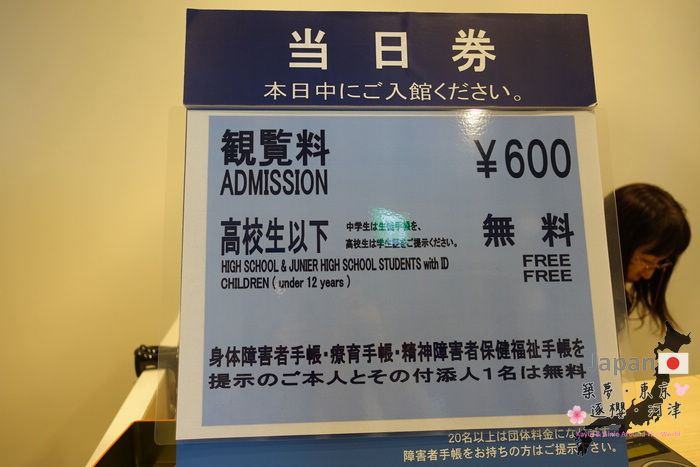 当日券
本日中にご入館ください。
観覧料 ¥600
ADMISSION
高校生以下 中学生は生徒手帳を、 無料
高校生は学生証をご提示ください。
HIGH SCHOOL & JUNIER HIGH SCHOOL STUDENTS with ID FREE
CHILDREN ( under 12 years ) FREE
身体障害者手帳・療育手帳・精神障害者保健福祉手帳を
提示のご本人とその付添人1名は無料
20名以上は団体料金にな
障害者手帳をお持ちの方はご提示
Japan
築夢・東京
逐櫻・河津